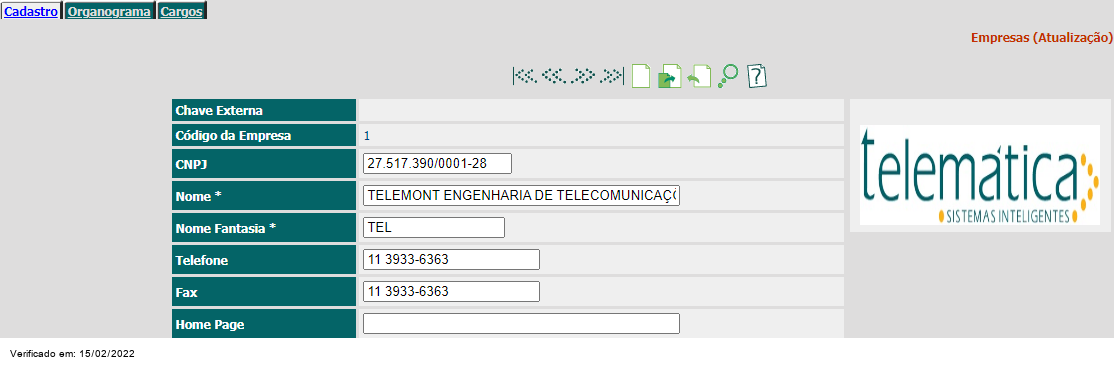 Cadastro Organograma Cargos
Empresas (Atualização)
Chave Externa
Código da Empresa 1
CNPJ 27.517.390/0001-28
Nome * TELEMONT ENGENHARIA DE TELECOMUNICAÇÕ
Nome Fantasia * TEL
Telefone 11 3933-6363
Fax 11 3933-6363
Home Page
telemática
SISTEMAS INTELIGENTES
Verificado em: 15/02/2022